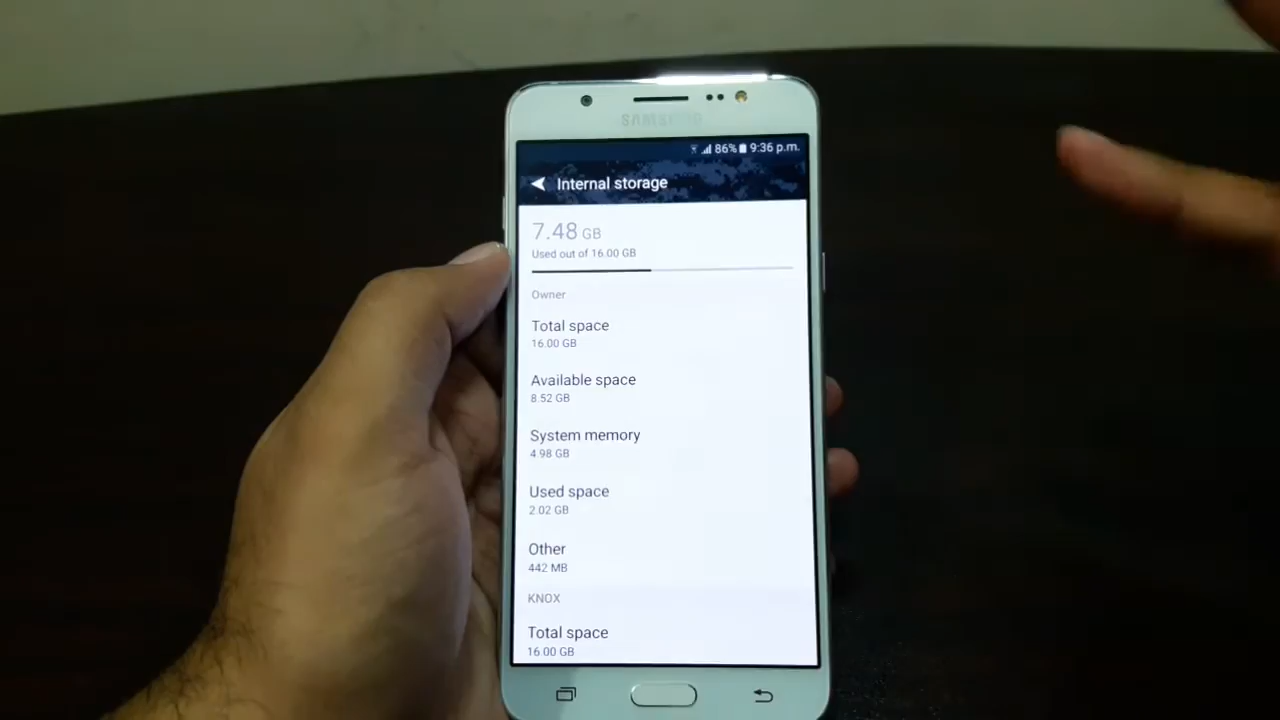 SAMSUNG
86% 9:36 p.m.
Internal storage
7.48 GB
Used out of 16.00 GB
Owner
Total space
16.00 GB
Available space
8.52 GB
System memory
4.98 GB
Used space
2.02 GB
Other
442 MB
KNOX
Total space
16.00 GB